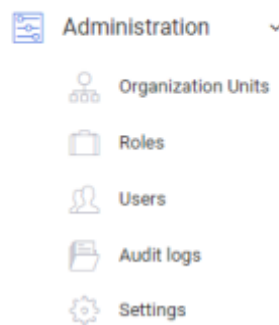 Administration
Organization Units
Roles
Users
Audit logs
Settings